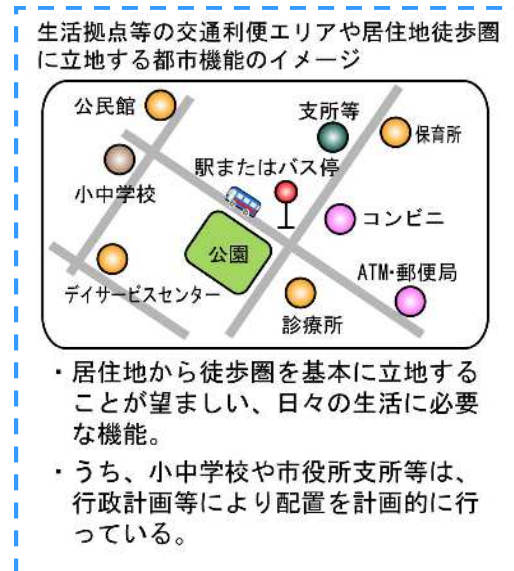 生活拠点等の交通利便エリアや居住地徒歩圏
に立地する都市機能のイメージ
公民館
支所等
保育所
小中学校
駅またはバス停
コンビニ
公園
ATM・郵便局
デイサービスセンター
診療所
・居住地から徒歩圏を基本に立地する
ことが望ましい、日々の生活に必要
な機能。
・うち、小中学校や市役所支所等は、
行政計画等により配置を計画的に行
っている。